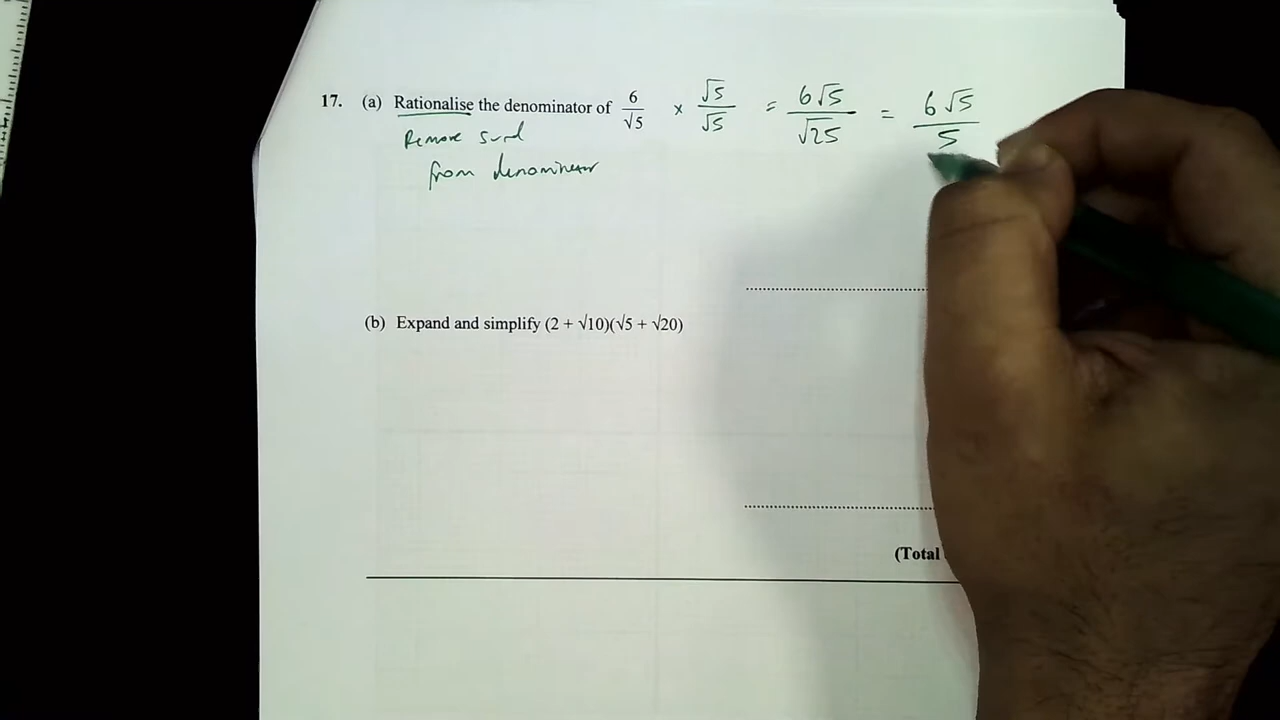 17. (a) Rationalise the denominator of 6/√5 × √5/√5 = 6√5/√25 = 6√5/5
Remove surd
from denominator
(b) Expand and simplify (2 + √10)(√5 + √20)
(Total